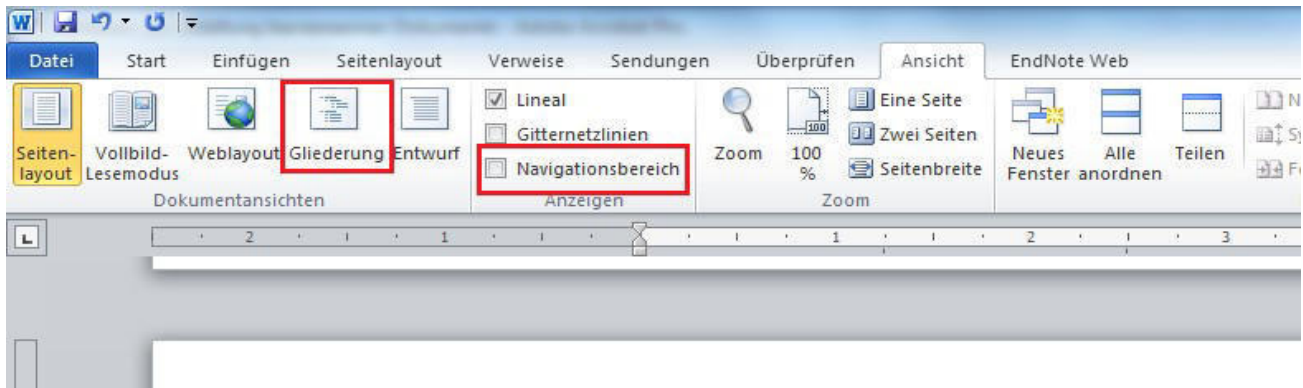 Datei Start Einfügen Seitenlayout Verweise Sendungen Überprüfen Ansicht EndNote Web
Seiten-
layout
Vollbild-
Lesemodus
Weblayout
Gliederung
Entwurf
Dokumentansichten
Lineal
Gitternetzlinien
Navigationsbereich
Anzeigen
Zoom
100
100
%
Eine Seite
Zwei Seiten
Seitenbreite
Zoom
Neues
Fenster
Alle
anordnen
Teilen
L 2 1 1 2 3